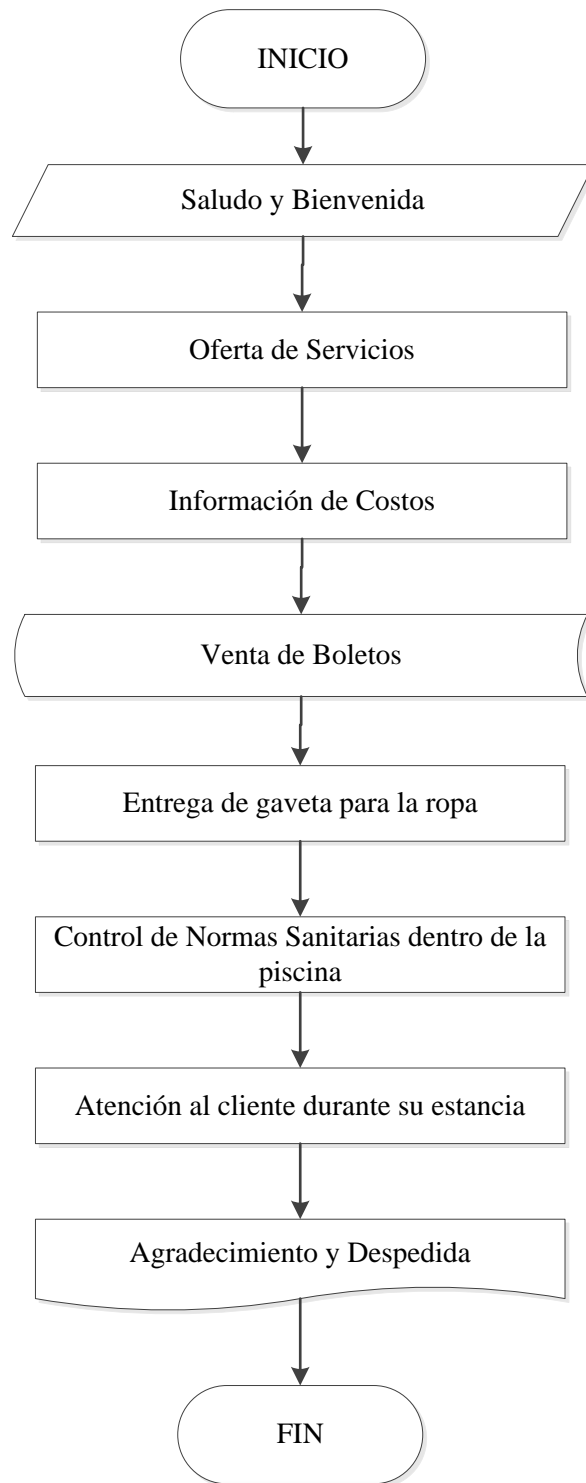 INICIO
Saludo y Bienvenida
Oferta de Servicios
Información de Costos
Venta de Boletos
Entrega de gaveta para la ropa
Control de Normas Sanitarias dentro de la
piscina
Atención al cliente durante su estancia
Agradecimiento y Despedida
FIN